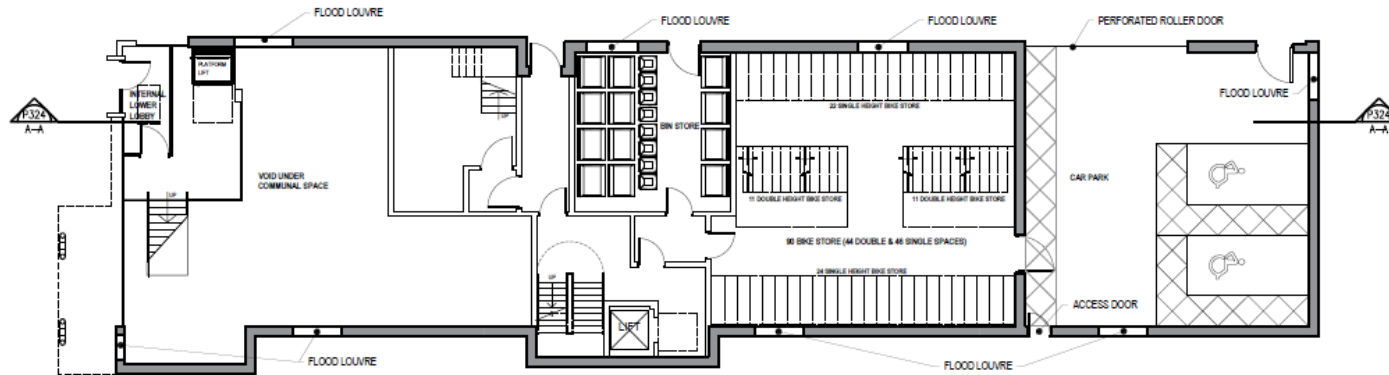 FLOOD LOUVRE
FLOOD LOUVRE
FLOOD LOUVRE
PERFORATED ROLLER DOOR
PLATFORM
LIFT
INTERNAL
LOWER
LOBBY
FLOOD LOUVRE
P324
A-A
P324
A-A
22 SINGLE HEIGHT BIKE STORE
BIN STORE
UP
VOID UNDER
COMMUNAL SPACE
CAR PARK
UP
11 DOUBLE HEIGHT BIKE STORE
11 DOUBLE HEIGHT BIKE STORE
90 BIKE STORE (44 DOUBLE & 46 SINGLE SPACES)
UP
24 SINGLE HEIGHT BIKE STORE
LIFT
ACCESS DOOR
FLOOD LOUVRE
FLOOD LOUVRE